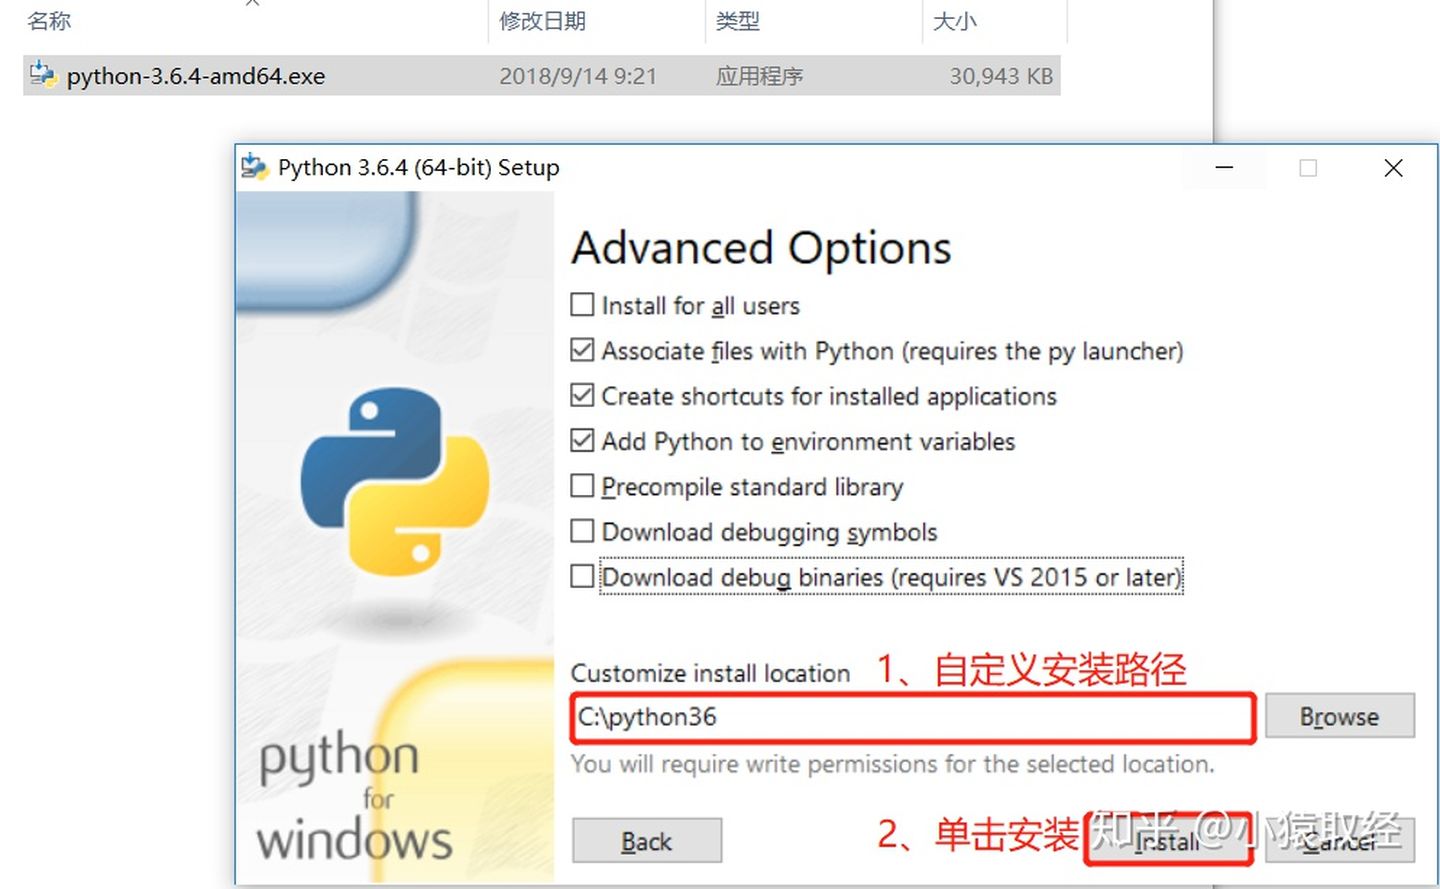 名称 修改日期 类型 大小
python-3.6.4-amd64.exe 2018/9/14 9:21 应用程序 30,943 KB
Python 3.6.4 (64-bit) Setup
Advanced Options
Install for all users
Associate files with Python (requires the py launcher)
Create shortcuts for installed applications
Add Python to environment variables
Precompile standard library
Download debugging symbols
Download debug binaries (requires VS 2015 or later)
Customize install location 1、自定义安装路径
C:\python36 Browse
You will require write permissions for the selected location.
python
for
windows
Back 2、单击安装 Install Cancel
知乎 @小猿取经